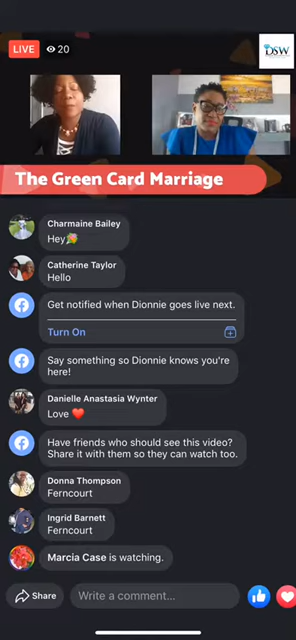 LIVE
20
DSW
The Green Card Marriage
Charmaine Bailey
Hey🎉
Catherine Taylor
Hello
Get notified when Dionnie goes live next.
Turn On
Say something so Dionnie knows you're
here!
Danielle Anastasia Wynter
Love ❤️
Have friends who should see this video?
Share it with them so they can watch too.
Donna Thompson
Ferncourt
Ingrid Barnett
Ferncourt
Marcia Case is watching.
Share
Write a comment...